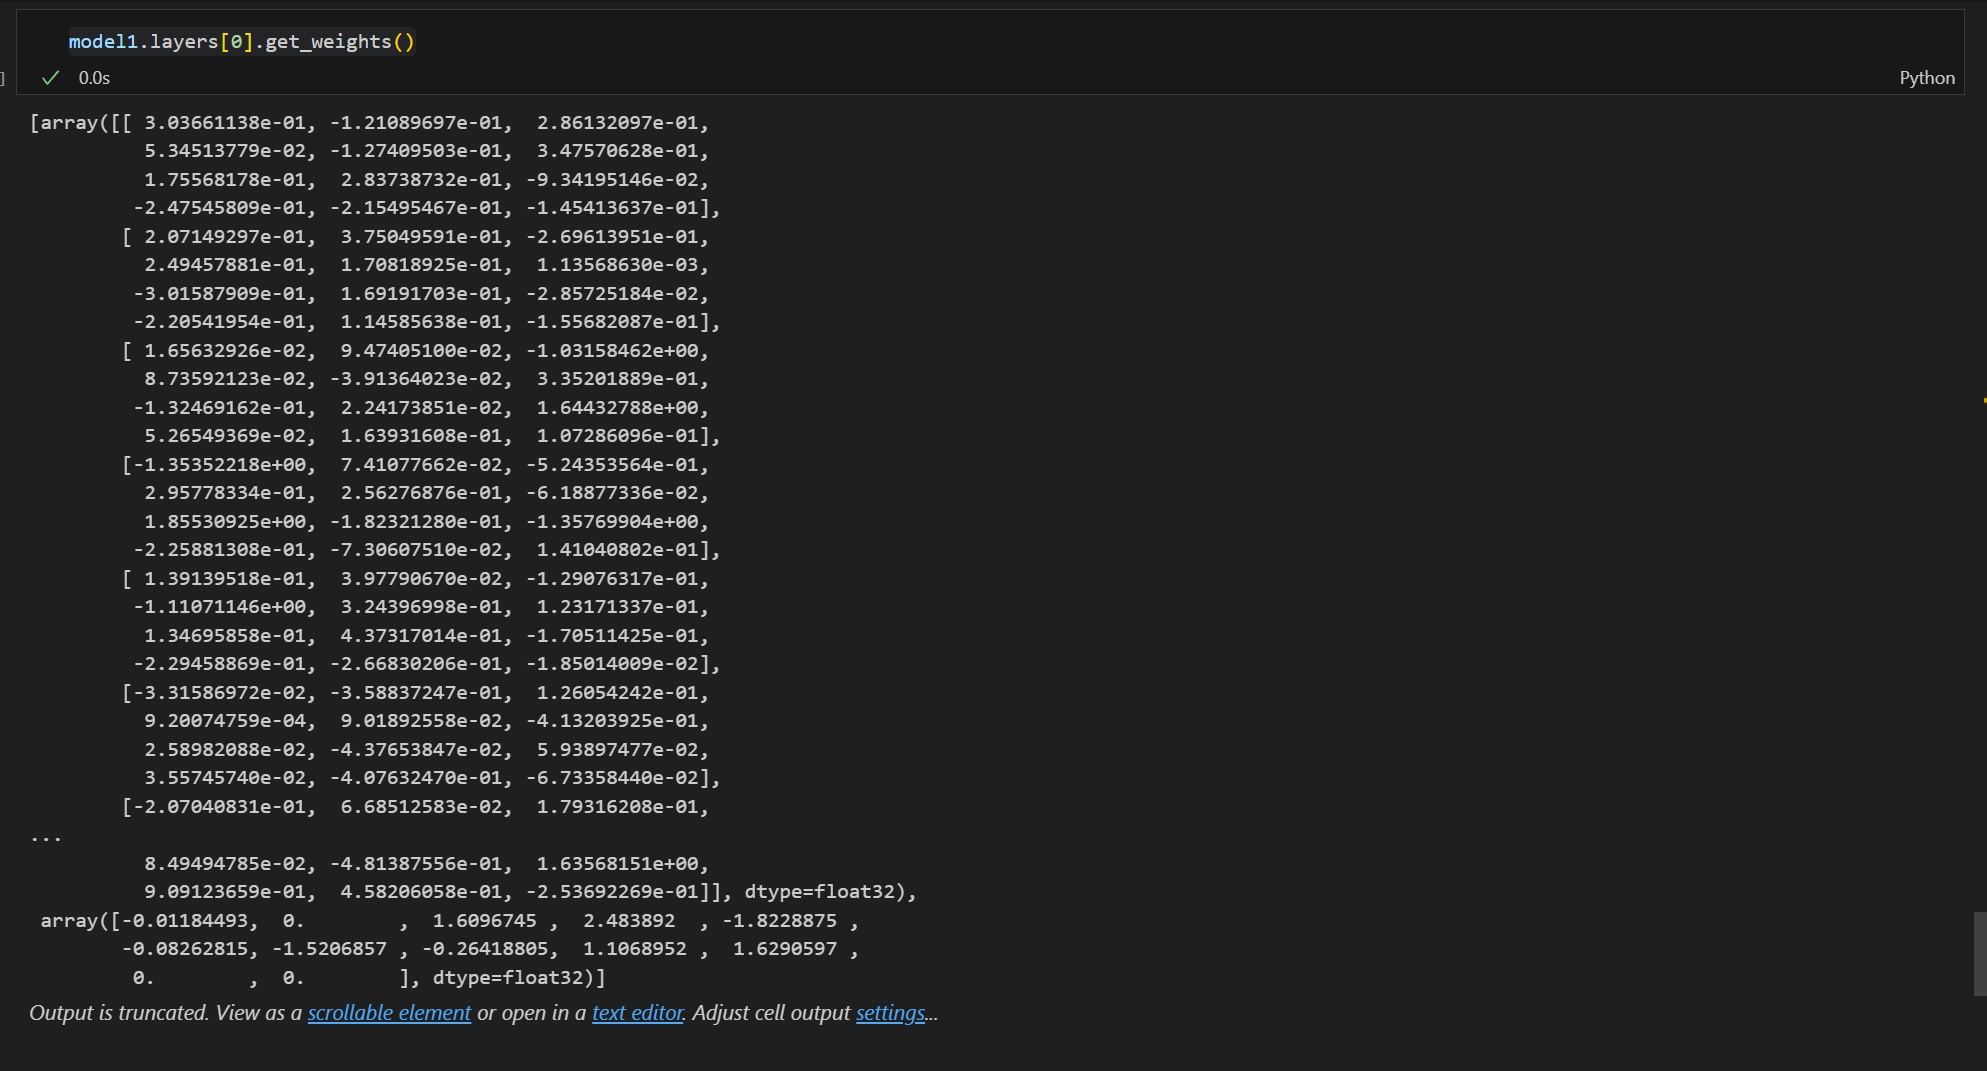 model1.layers[0].get_weights()
] ✓ 0.0s Python
[array([[ 3.03661138e-01, -1.21089697e-01,  2.86132097e-01,
          5.34513779e-02, -1.27409503e-01,  3.47570628e-01,
          1.75568178e-01,  2.83738732e-01, -9.34195146e-02,
         -2.47545809e-01, -2.15495467e-01, -1.45413637e-01],
        [ 2.07149297e-01,  3.75049591e-01, -2.69613951e-01,
          2.49457881e-01,  1.70818925e-01,  1.13568630e-03,
         -3.01587909e-01,  1.69191703e-01, -2.85725184e-02,
         -2.20541954e-01,  1.14585638e-01, -1.55682087e-01],
        [ 1.65632926e-02,  9.47405100e-02, -1.03158462e+00,
          8.73592123e-02, -3.91364023e-02,  3.35201889e-01,
         -1.32469162e-01,  2.24173851e-02,  1.64432788e+00,
          5.26549369e-02,  1.63931608e-01,  1.07286096e-01],
        [-1.35352218e+00,  7.41077662e-02, -5.24353564e-01,
          2.95778334e-01,  2.56276876e-01, -6.18877336e-02,
          1.85530925e+00, -1.82321280e-01, -1.35769904e+00,
         -2.25881308e-01, -7.30607510e-02,  1.41040802e-01],
        [ 1.39139518e-01,  3.97790670e-02, -1.29076317e-01,
         -1.11071146e+00,  3.24396998e-01,  1.23171337e-01,
          1.34695858e-01,  4.37317014e-01, -1.70511425e-01,
         -2.29458869e-01, -2.66830206e-01, -1.85014009e-02],
        [-3.31586972e-02, -3.58837247e-01,  1.26054242e-01,
          9.20074759e-04,  9.01892558e-02, -4.13203925e-01,
          2.58982088e-02, -4.37653847e-02,  5.93897477e-02,
          3.55745740e-02, -4.07632470e-01, -6.73358440e-02],
        [-2.07040831e-01,  6.68512583e-02,  1.79316208e-01,
...
          8.49494785e-02, -4.81387556e-01,  1.63568151e+00,
          9.09123659e-01,  4.58206058e-01, -2.53692269e-01]], dtype=float32),
 array([-0.01184493,  0.        ,  1.6096745 ,  2.483892  , -1.8228875 ,
        -0.08262815, -1.5206857 , -0.26418805,  1.1068952 ,  1.6290597 ,
         0.        ,  0.        ], dtype=float32)]
Output is truncated. View as a scrollable element or open in a text editor. Adjust cell output settings...